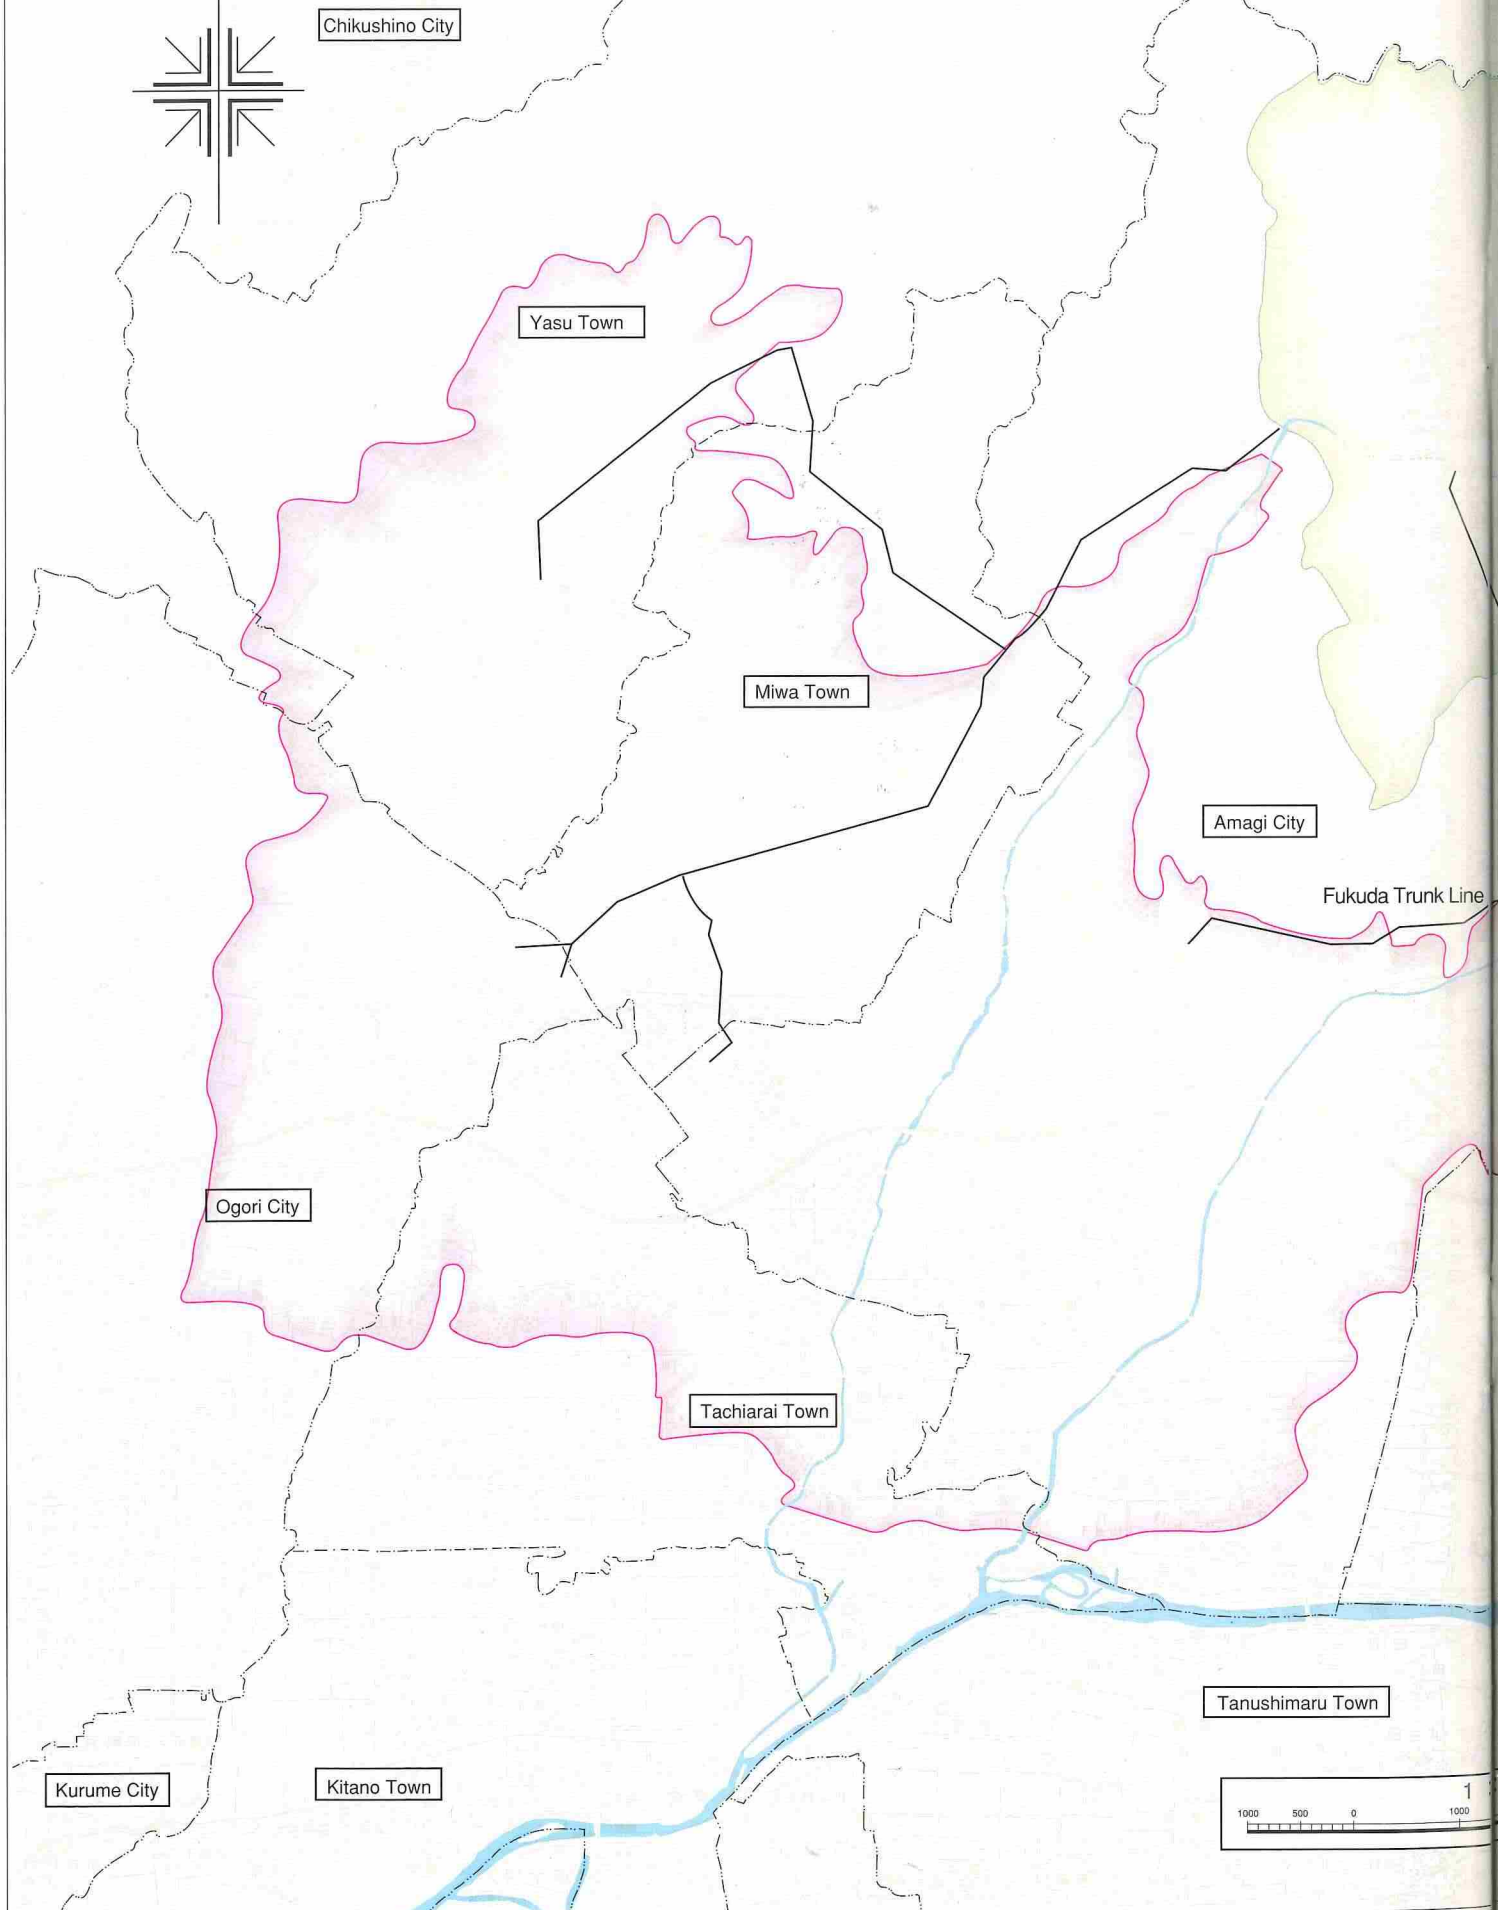 Chikushino City
Yasu Town
Miwa Town
Amagi City
Fukuda Trunk Line
Ogori City
Tachiarai Town
Tanushimaru Town
Kurume City
Kitano Town
1
1000 500 0 1000